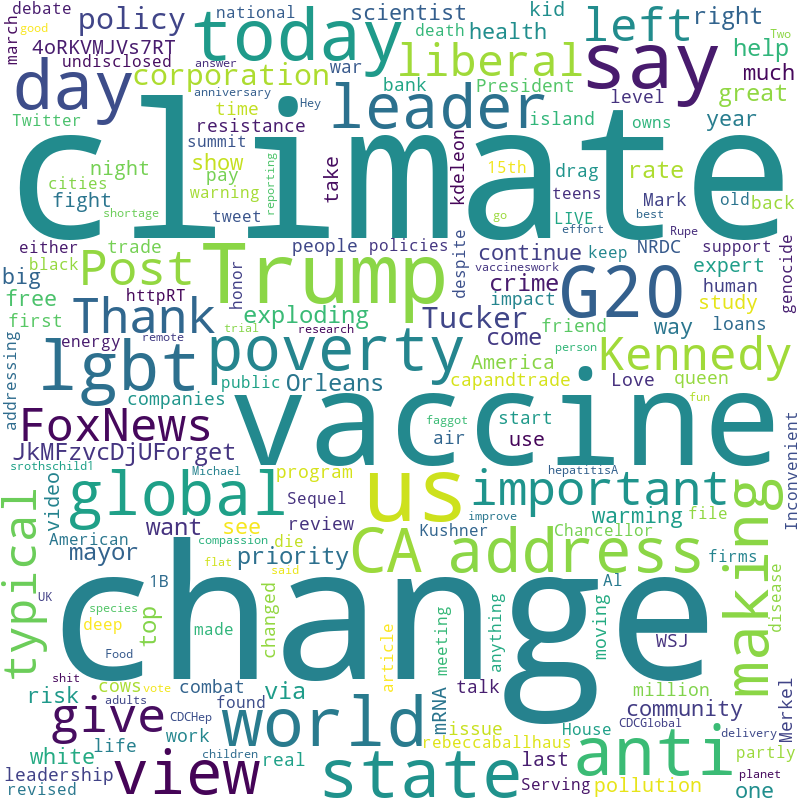 march
debate
good
national
policy
today
scientist
death
kid
left
right
Two
4oRKVMJVs7RT
undisclosed
answer
war
health
liberal
say
help
day
corporation
anniversary
Hey
bank
President
much
leader
level
great
Twitter
time
resistance
island
owns
year
climate
summit
night
show
reporting
take
15th
drag
rate
cities
pay
kdeleon
teens
Mark
old
back
fight
warning
shortage
tweet
go
LIVE
best
Rupe
effort
either
trade
people
policies
despite
continue
keep
NRDC
support
genocide
black
Post
Trump
vaccineswork
G20
expert
big
httpRT
honor
crime
impact
human
free
Thank
exploding
Tucker
friend
way
loans
study
first
trial
research
come
person
energy
remote
addressing
lgbt
poverty
America
Kennedy
public
Orleans
capandtrade
Love
queen
companies
vaccine
fun
FoxNews
faggot
start
air
use
JkMFzvcDjUForget
srothschild1
Michael
program
hepatitisA
Inconvenient
video
global
us
important
making
Sequel
typical
want
see
review
improve
warming
file
American
Kushner
Chancellor
mayor
compassion
die
CA address
firms
priority
flat
said
1B
change
Al
disease
UK
species
top
deep
made
changed
article
meeting
anything
moving
WSJ
Food
vote
shit
cows
combat
via
mRNA
talk
million
risk
adults
found
community
Merkel
give
CDCHep
world
issue
House
CDCGlobal
delivery
work
rebeccaballhaus
anti
partly
white
life
children
real
state
last
planet
leadership
view
Serving
pollution
one
revised